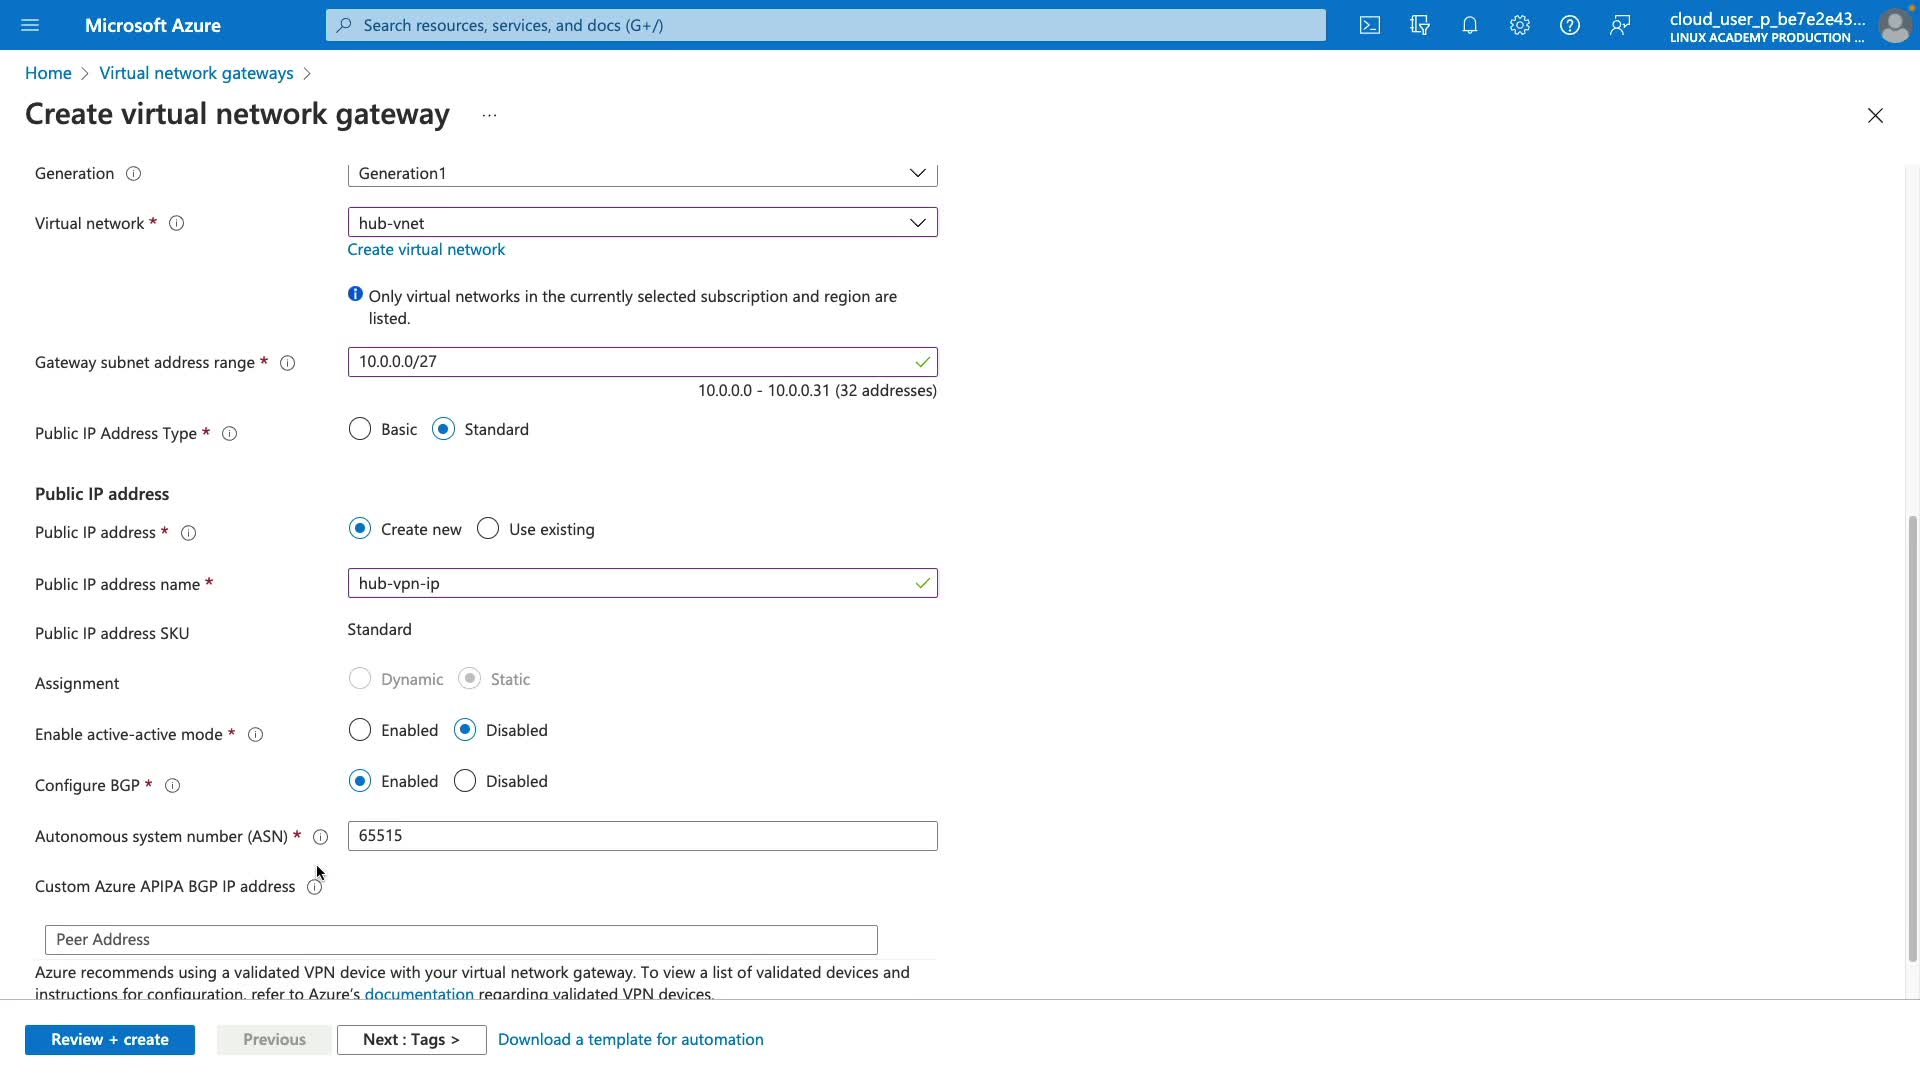 Microsoft Azure
Search resources, services, and docs (G+/)
cloud_user_p_be7e2e43...
LINUX ACADEMY PRODUCTION ...
Home > Virtual network gateways >
Create virtual network gateway ...
Generation
Generation1
Virtual network *
hub-vnet
Create virtual network
Only virtual networks in the currently selected subscription and region are
listed.
Gateway subnet address range *
10.0.0.0/27
10.0.0.0 - 10.0.0.31 (32 addresses)
Public IP Address Type *
Basic Standard
Public IP address
Public IP address *
Create new Use existing
Public IP address name *
hub-vpn-ip
Public IP address SKU
Standard
Assignment
Dynamic Static
Enable active-active mode *
Enabled Disabled
Configure BGP *
Enabled Disabled
Autonomous system number (ASN) *
65515
Custom Azure APIPA BGP IP address
Peer Address
Azure recommends using a validated VPN device with your virtual network gateway. To view a list of validated devices and
instructions for configuration, refer to Azure's documentation regarding validated VPN devices.
Review + create
Previous
Next : Tags >
Download a template for automation